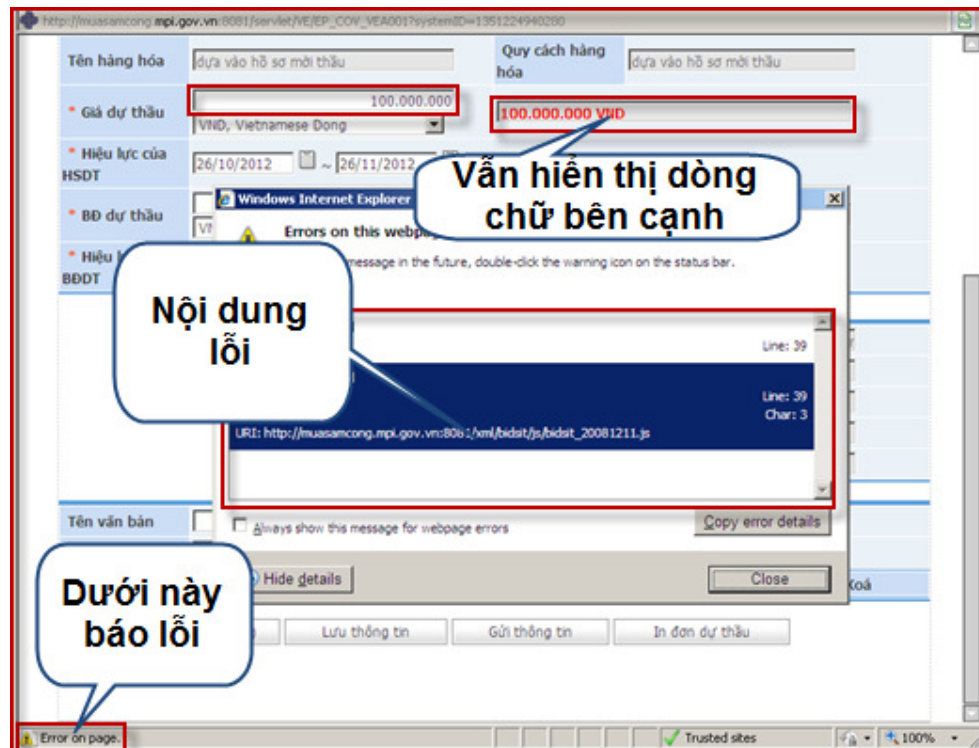 http://muasamcong.mpi.gov.vn:8081/servlet/VE/EP_COV_VEA001?systemID=1351224940280
Tên hàng hóa
dựa vào hồ sơ mời thầu
Quy cách hàng hóa
dựa vào hồ sơ mời thầu
* Giá dự thầu
100.000.000
100.000.000 VND
VND, Vietnamese Dong
* Hiệu lực của HSDT
26/10/2012 ~ 26/11/2012
Vẫn hiển thị dòng
chữ bên cạnh
* BĐ dự thầu
Windows Internet Explorer
Errors on this webpage
* Hiệu
BĐDT
message in the future, double-click the warning icon on the status bar.
Nội dung
lỗi
Line: 39
Line: 39
Char: 3
URI: http://muasamcong.mpi.gov.vn:8081/xml/bidsit/js/bidsit_20081211.js
Tên văn bản
Always show this message for webpage errors
Copy error details
Hide details
Close
Xoá
Dưới này
báo lỗi
Lưu thông tin
Gửi thông tin
In đơn dự thầu
Error on page.
Trusted sites
100%